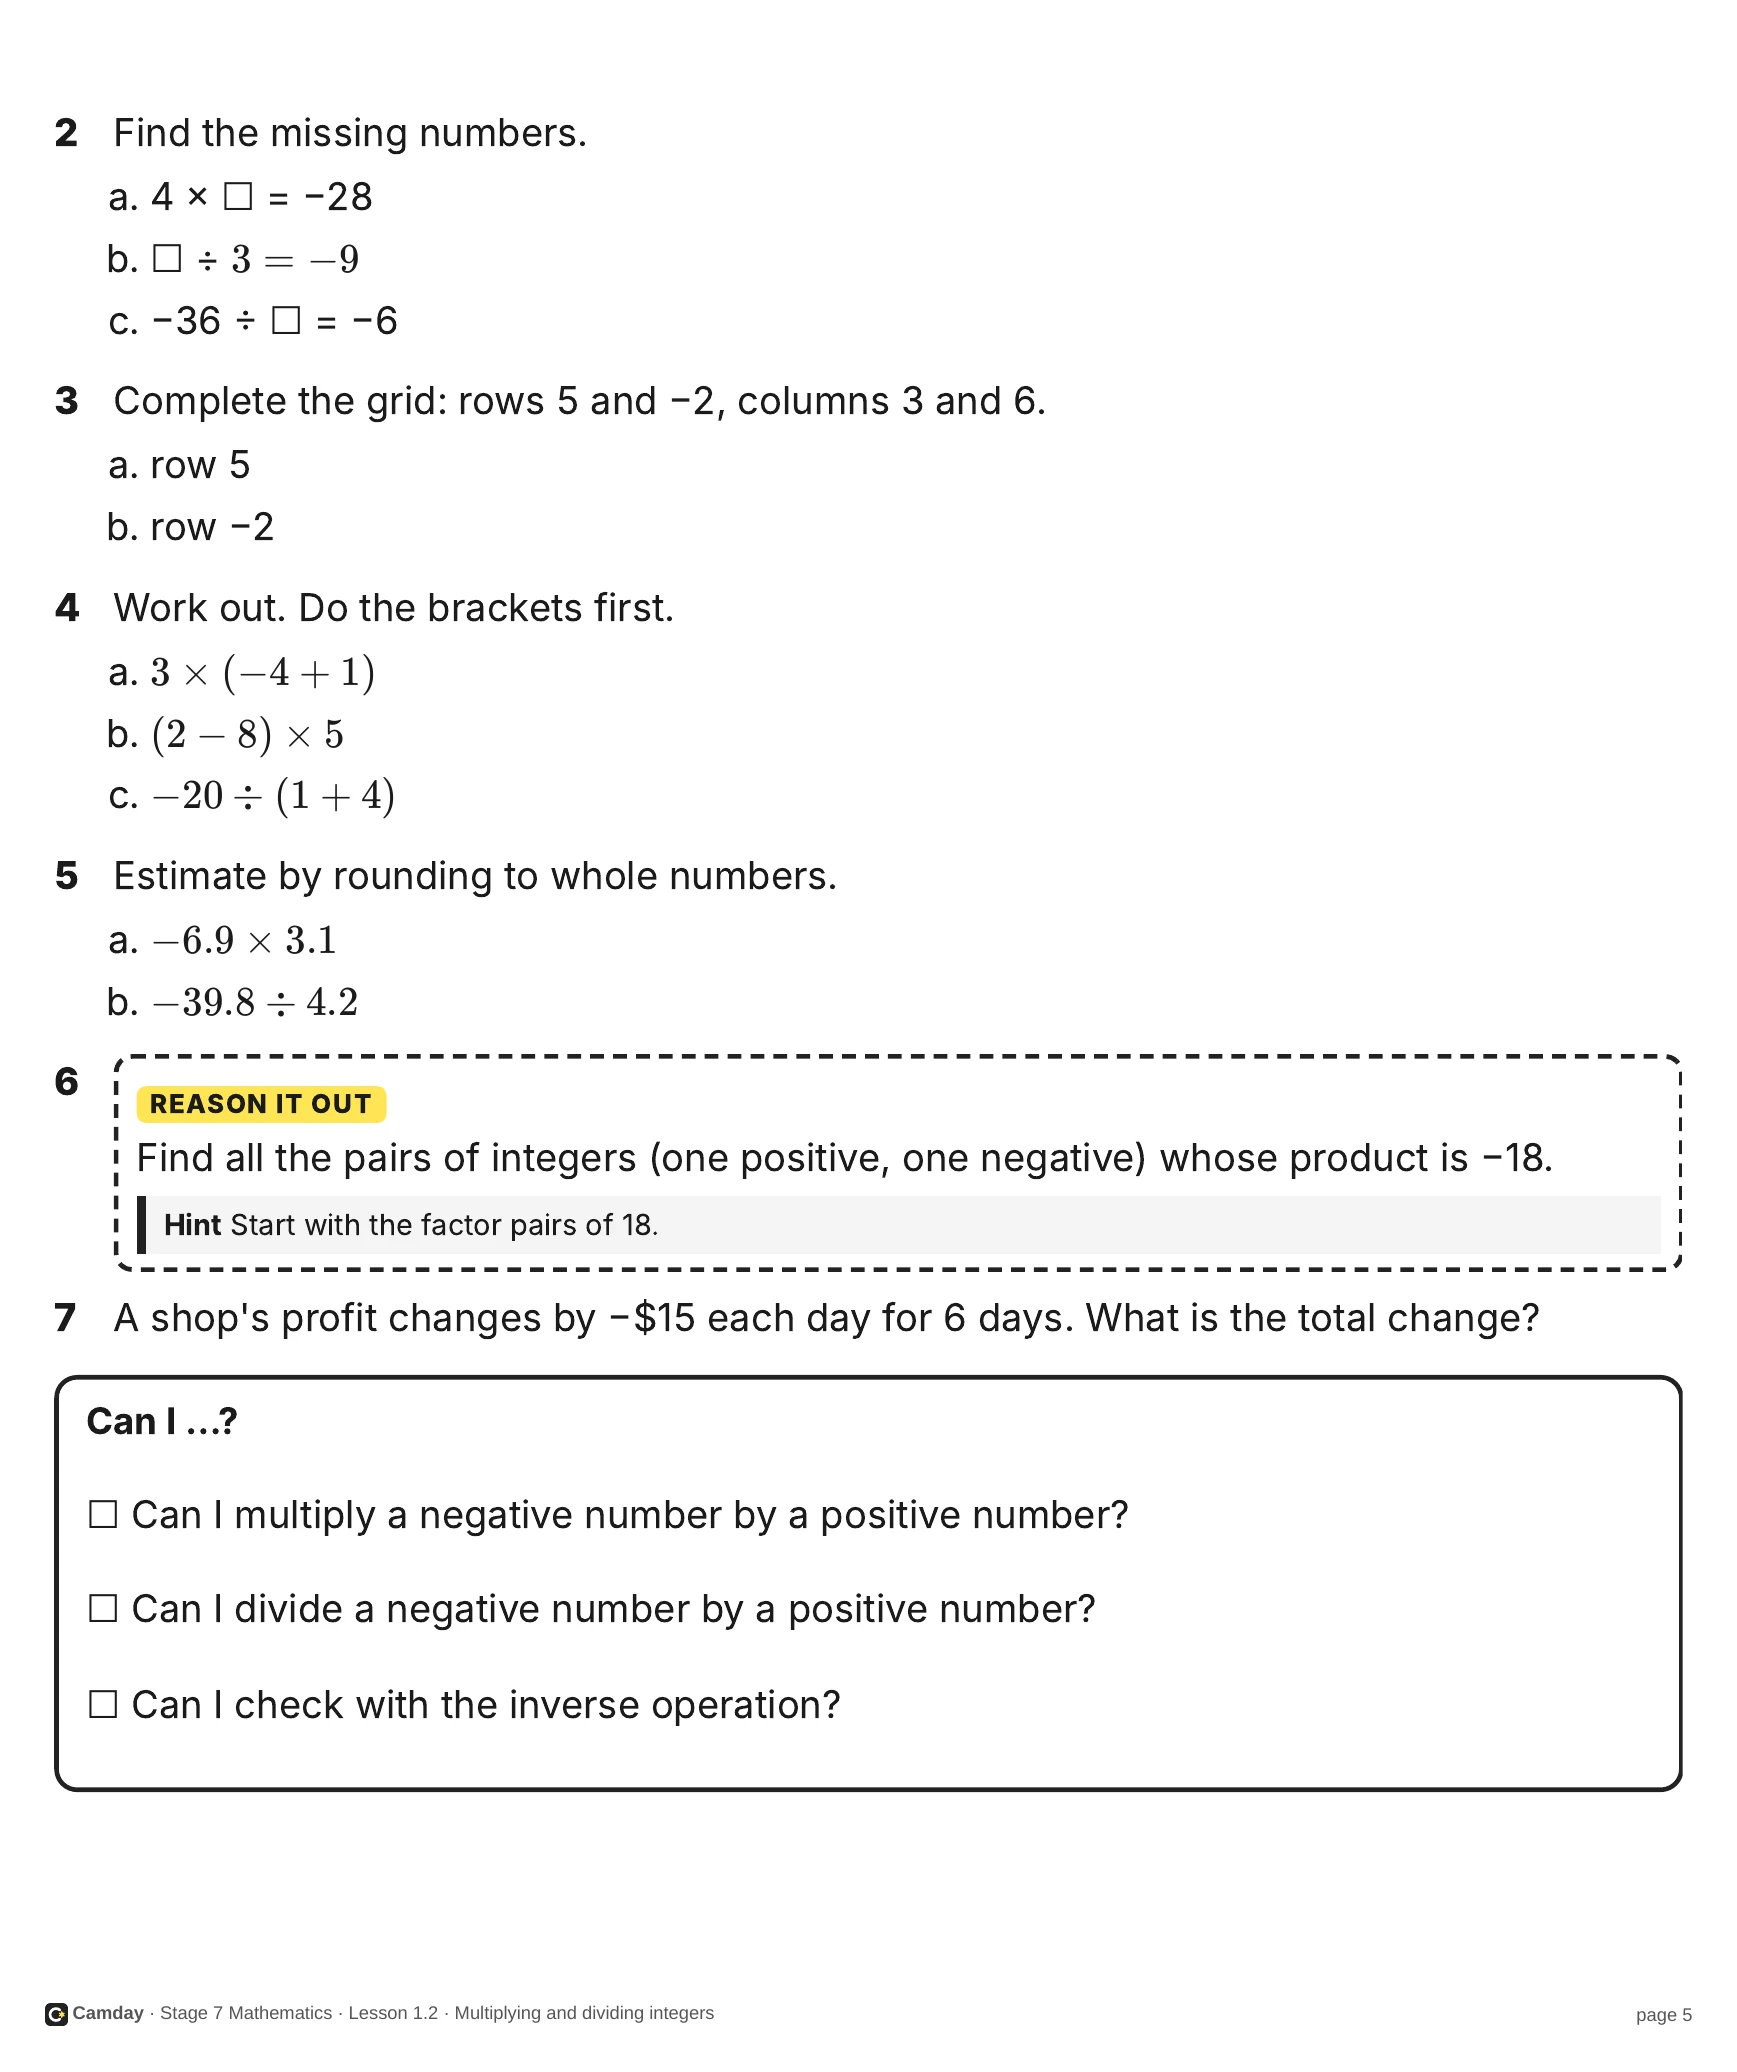 2 Find the missing numbers.
a. 4 × □ = −28
b. □ ÷ 3 = −9
c. −36 ÷ □ = −6
3 Complete the grid: rows 5 and −2, columns 3 and 6.
a. row 5
b. row −2
4 Work out. Do the brackets first.
a. 3 × (−4 + 1)
b. (2 − 8) × 5
c. −20 ÷ (1 + 4)
5 Estimate by rounding to whole numbers.
a. −6.9 × 3.1
b. −39.8 ÷ 4.2
6
REASON IT OUT
Find all the pairs of integers (one positive, one negative) whose product is −18.
Hint Start with the factor pairs of 18.
7 A shop's profit changes by −$15 each day for 6 days. What is the total change?
Can I ...?
□ Can I multiply a negative number by a positive number?
□ Can I divide a negative number by a positive number?
□ Can I check with the inverse operation?
Camday · Stage 7 Mathematics · Lesson 1.2 · Multiplying and dividing integers
page 5